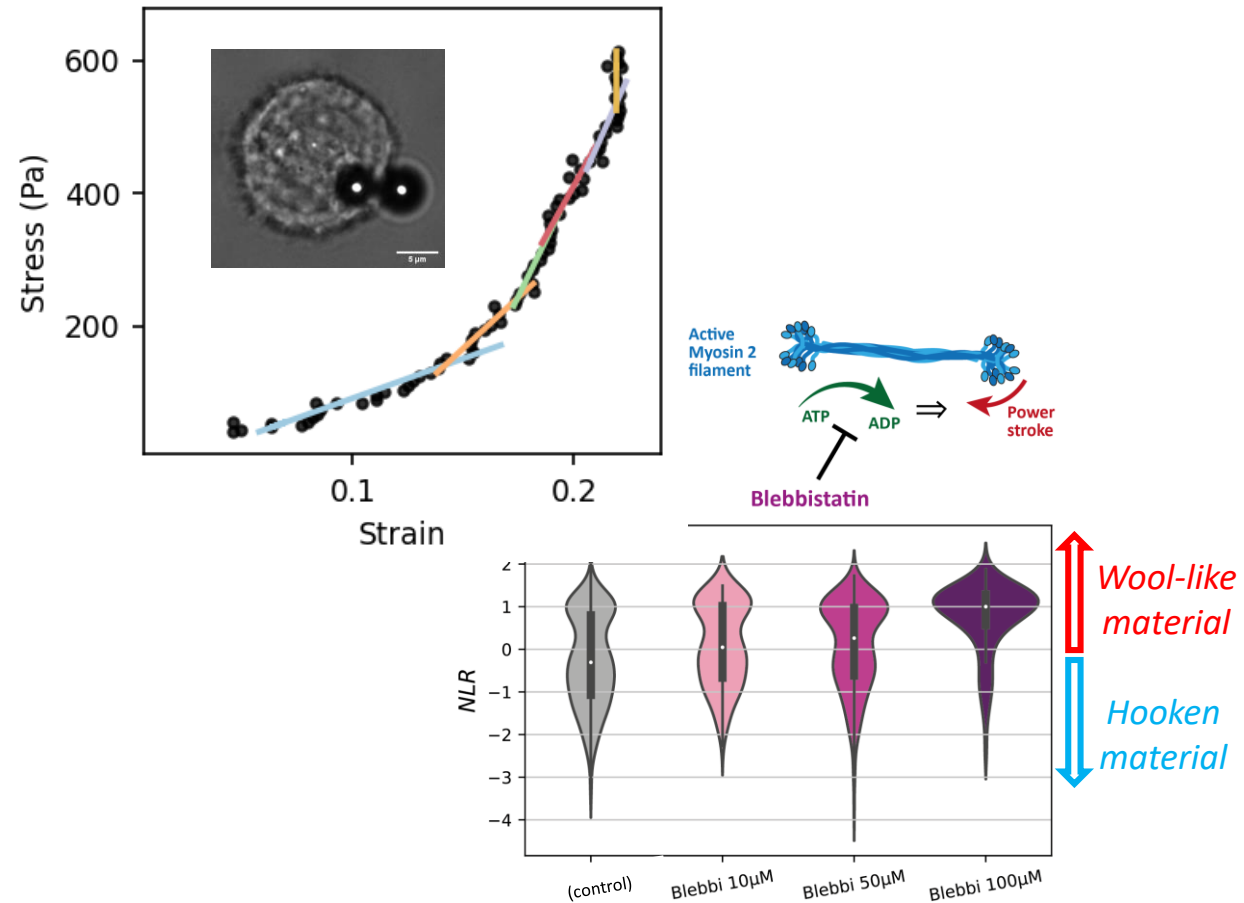 600
400
200
Stress (Pa)
5 µm
0.1
0.2
Strain
Active
Myosin 2
filament
ATP
ADP
⇒
Power
stroke
Blebbistatin
2
1
0
−1
−2
−3
−4
NLR
(control)
Blebbi 10µM
Blebbi 50µM
Blebbi 100µM
Wool-like
material
Hooken
material